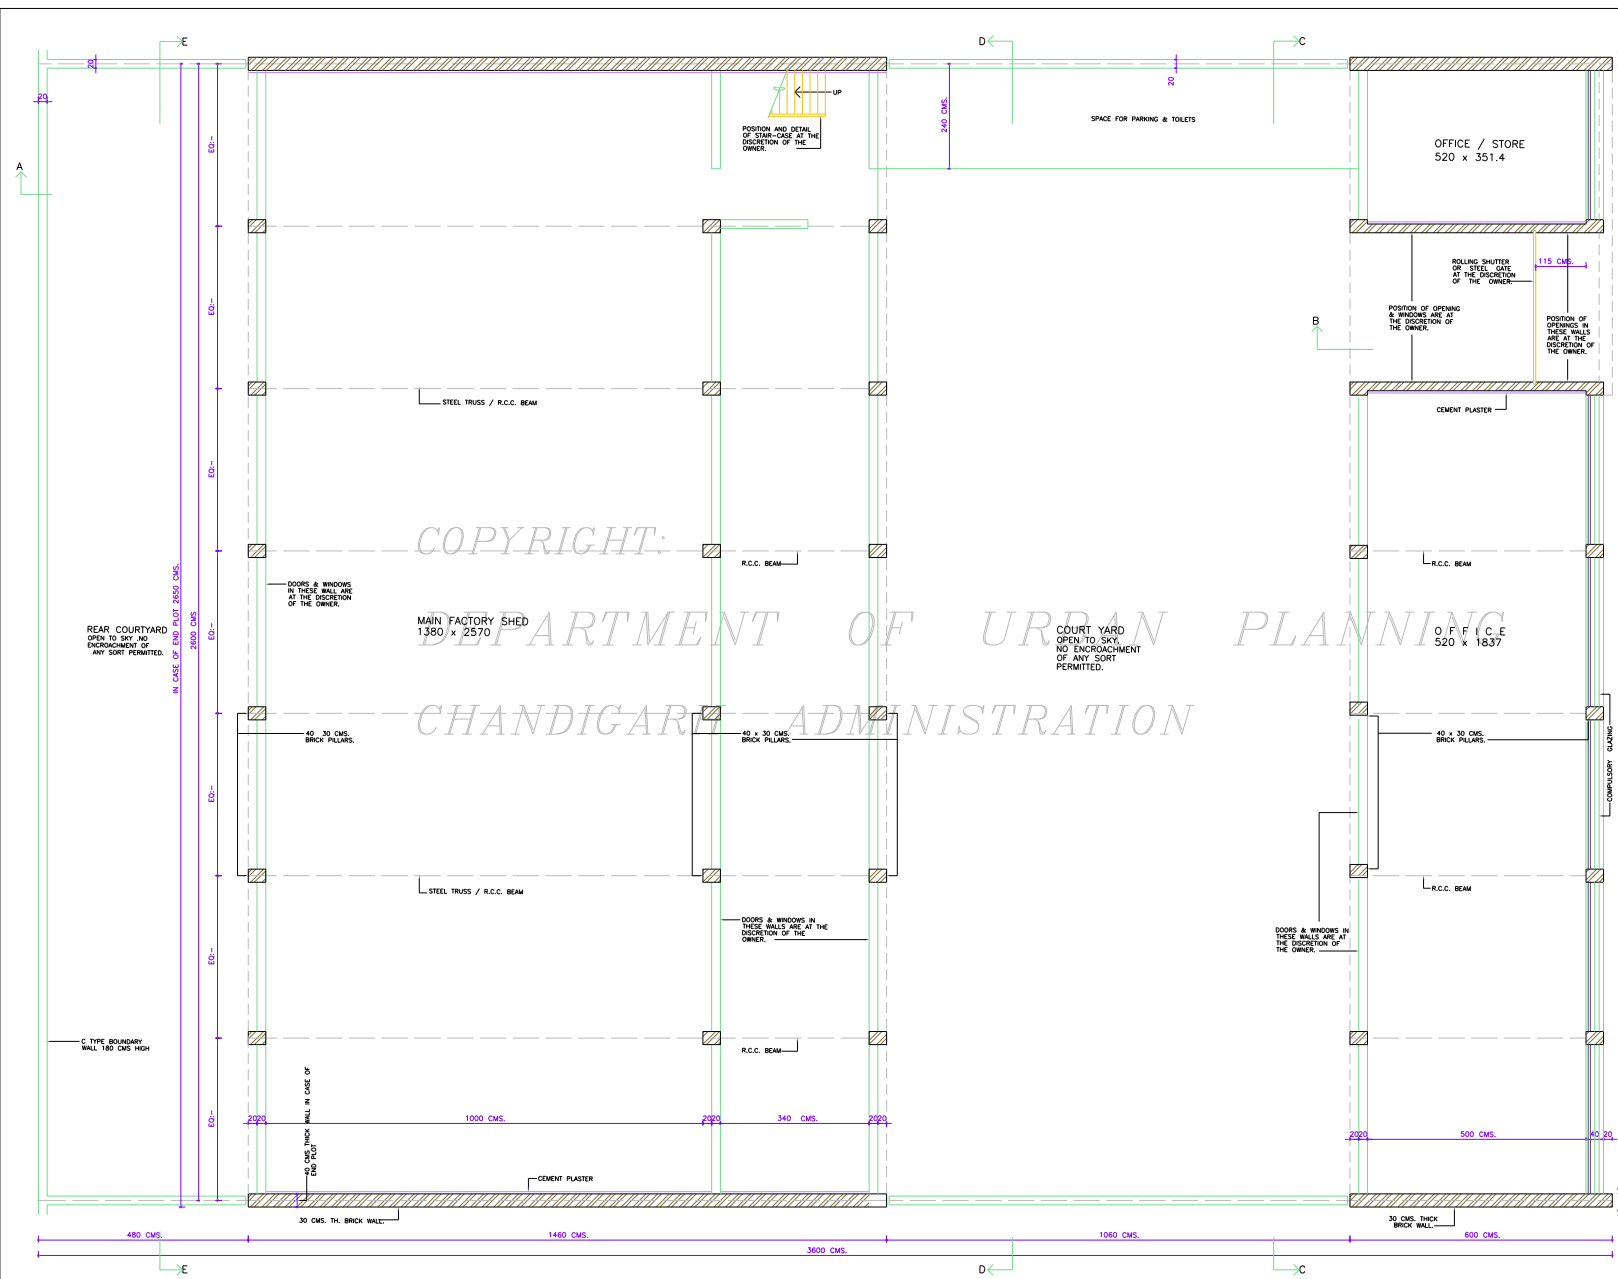 E
D
C
20
20
UP
240 CMS.
20
SPACE FOR PARKING & TOILETS
POSITION AND DETAIL
OF STAIR-CASE AT THE
DISCRETION OF THE
OWNER.
EQ:-
OFFICE / STORE
520 x 351.4
A
ROLLING SHUTTER
OR STEEL GATE
AT THE DISCRETION
OF THE OWNER.
115 CMS.
EQ:-
POSITION OF OPENING
& WINDOWS ARE AT
THE DISCRETION OF
THE OWNER.
B
POSITION OF
OPENINGS IN
THESE WALLS
ARE AT THE
DISCRETION OF
THE OWNER.
STEEL TRUSS / R.C.C. BEAM
CEMENT PLASTER
EQ:-
COPYRIGHT:
R.C.C. BEAM
R.C.C. BEAM
DOORS & WINDOWS
IN THESE WALL ARE
AT THE DISCRETION
OF THE OWNER.
IN CASE OF END PLOT 2650 CMS.
2600 CMS
EQ:-
REAR COURTYARD
OPEN TO SKY .NO
ENCROACHMENT OF
ANY SORT PERMITTED.
MAIN FACTORY SHED
1380 x 2570
DEPARTMENT OF URBAN PLANNING
COURT YARD
OPEN TO SKY.
NO ENCROACHMENT
OF ANY SORT
PERMITTED.
O F F I C E
520 x 1837
CHANDIGARH ADMINISTRATION
40 30 CMS.
BRICK PILLARS.
40 x 30 CMS.
BRICK PILLARS.
40 x 30 CMS.
BRICK PILLARS.
COMPULSORY GLAZING
EQ:-
STEEL TRUSS / R.C.C. BEAM
R.C.C. BEAM
DOORS & WINDOWS IN
THESE WALLS ARE AT THE
DISCRETION OF THE
OWNER.
DOORS & WINDOWS IN
THESE WALLS ARE AT
THE DISCRETION OF
THE OWNER.
EQ:-
C TYPE BOUNDARY
WALL 180 CMS HIGH
R.C.C. BEAM
EQ:-
40 CMS THICK WALL IN CASE OF
END PLOT
2020
1000 CMS.
2020
340 CMS.
2020
2020
500 CMS.
40
20
CEMENT PLASTER
30 CMS. TH. BRICK WALL.
30 CMS. THICK
BRICK WALL.
480 CMS.
1460 CMS.
1060 CMS.
600 CMS.
3600 CMS.
E
D
C